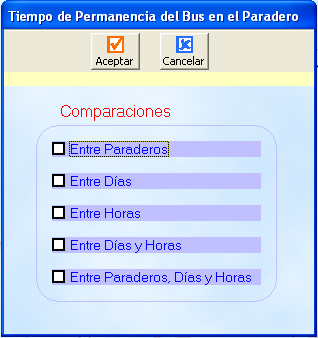 Tiempo de Permanencia del Bus en el Paradero
Aceptar Cancelar
Comparaciones
Entre Paraderos
Entre Días
Entre Horas
Entre Días y Horas
Entre Paraderos, Días y Horas